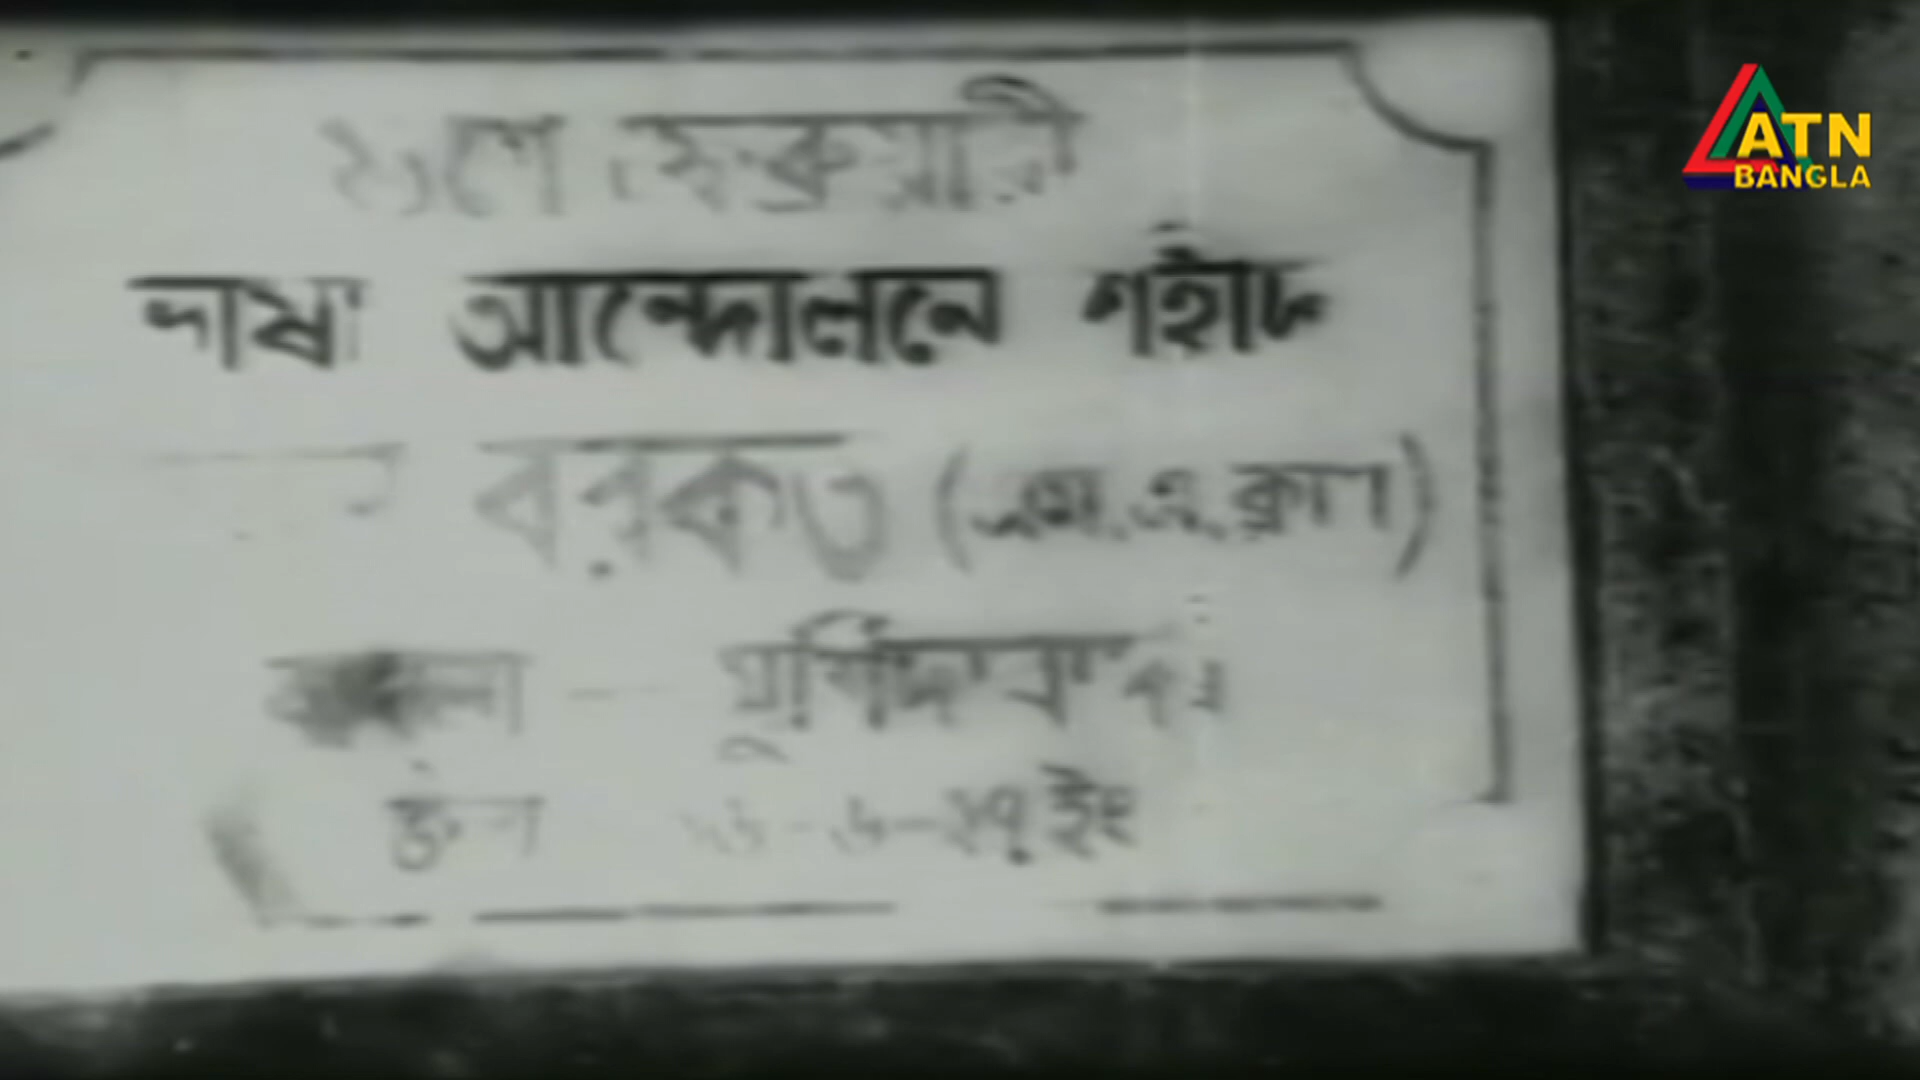 ২১শে ফেব্রুয়ারী
ভাষা আন্দোলনে শহীদ
বরকত (এম.এ.ক্লাশ)
জেলা — মুর্শিদাবাদ
ইং
ATN
BANGLA